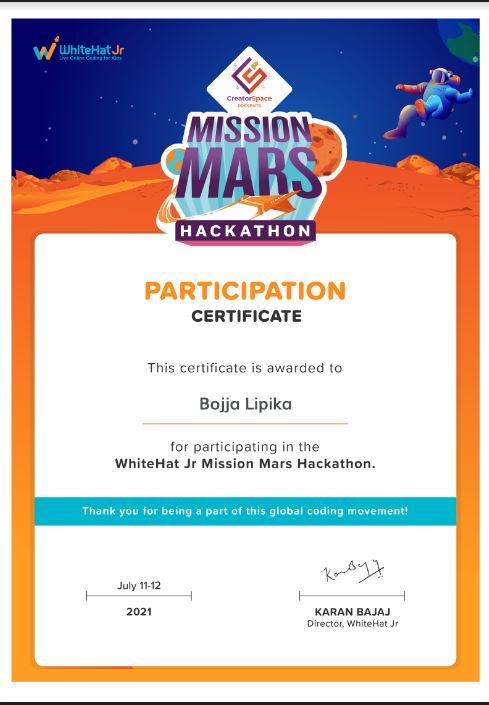 WhiteHat Jr
Live Online Coding for Kids
CreatorSpace
PRESENTS
MISSION
MARS
HACKATHON
PARTICIPATION
CERTIFICATE
This certificate is awarded to
Bojja Lipika
for participating in the
WhiteHat Jr Mission Mars Hackathon.
Thank you for being a part of this global coding movement!
July 11-12
2021
KARAN BAJAJ
Director, WhiteHat Jr